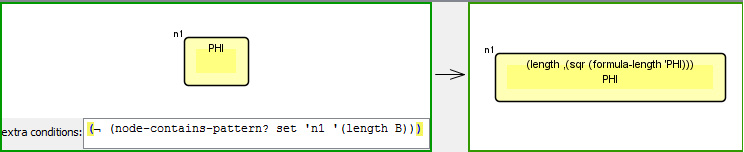 n1
PHI
extra conditions: (¬ (node-contains-pattern? set 'n1 '(length B)))
n1
(length ,(sqr (formula-length 'PHI)))
PHI